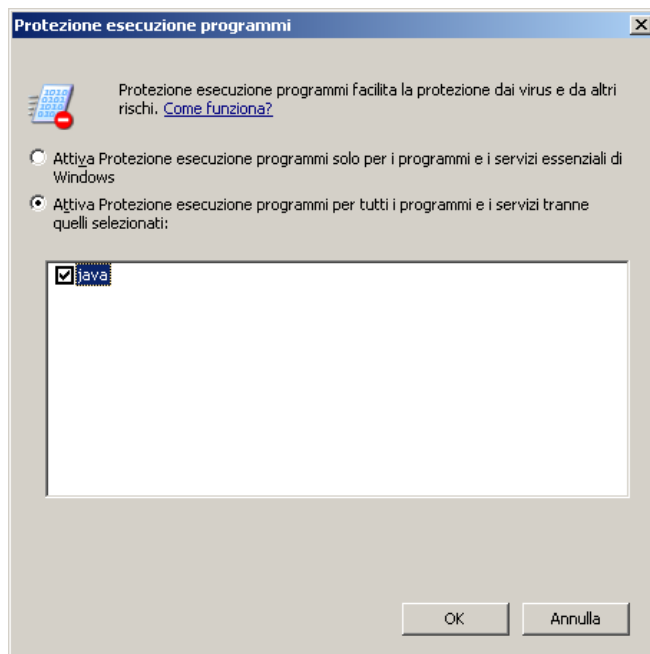 Protezione esecuzione programmi
Protezione esecuzione programmi facilita la protezione dai virus e da altri
rischi. Come funziona?
Attiva Protezione esecuzione programmi solo per i programmi e i servizi essenziali di
Windows
Attiva Protezione esecuzione programmi per tutti i programmi e i servizi tranne
quelli selezionati:
java
OK Annulla